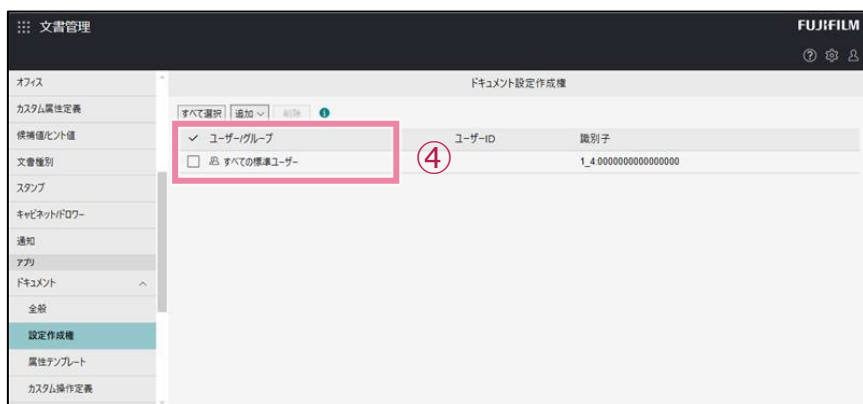 文書管理
FUJIFILM
オフィス
カスタム属性定義
候補値/ヒント値
文書種別
スタンプ
キャビネット/ドロワー
通知
アプリ
ドキュメント
全般
設定作成権
属性テンプレート
カスタム操作定義
ドキュメント設定作成権
すべて選択 追加 削除
ユーザー/グループ ユーザーID 識別子
すべての標準ユーザー 1_4:0000000000000000
④